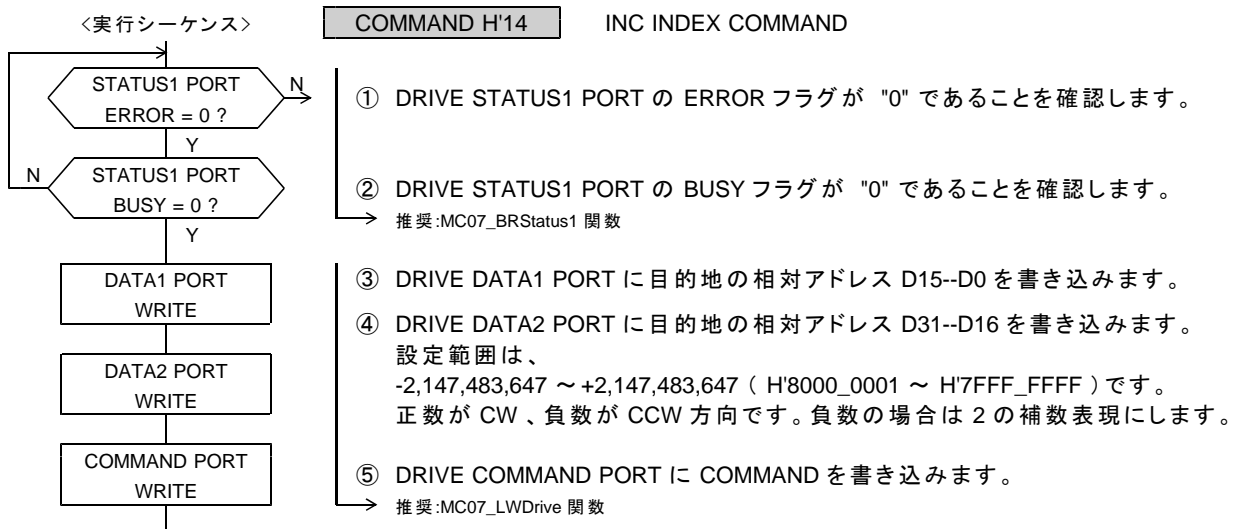 <実行シーケンス>
COMMAND H'14
INC INDEX COMMAND
STATUS1 PORT
ERROR = 0 ?
N
Y
STATUS1 PORT
BUSY = 0 ?
N
Y
DATA1 PORT
WRITE
DATA2 PORT
WRITE
COMMAND PORT
WRITE
① DRIVE STATUS1 PORT の ERROR フラグが "0" であることを確認します。
② DRIVE STATUS1 PORT の BUSY フラグが "0" であることを確認します。
推奨:MC07_BRStatus1 関数
③ DRIVE DATA1 PORT に目的地の相対アドレス D15--D0 を書き込みます。
④ DRIVE DATA2 PORT に目的地の相対アドレス D31--D16 を書き込みます。
設定範囲は、
-2,147,483,647 ～ +2,147,483,647 ( H'8000_0001 ～ H'7FFF_FFFF ) です。
正数が CW 、負数が CCW 方向です。負数の場合は 2 の補数表現にします。
⑤ DRIVE COMMAND PORT に COMMAND を書き込みます。
推奨:MC07_LWDrive 関数